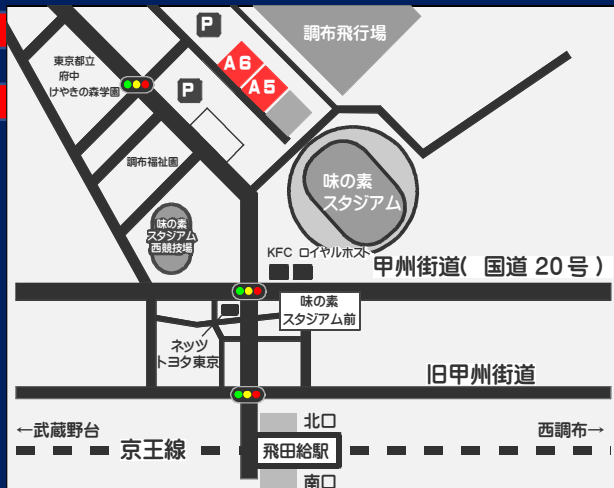 P
調布飛行場
東京都立
府中
けやきの森学園
A6
A5
P
調布福祉園
味の素
スタジアム
味の素
スタジアム
西競技場
KFC ロイヤルホスト
甲州街道( 国道 20号 )
味の素
スタジアム前
ネッツ
トヨタ東京
旧甲州街道
北口
←武蔵野台
京王線
飛田給駅
西調布→
南口